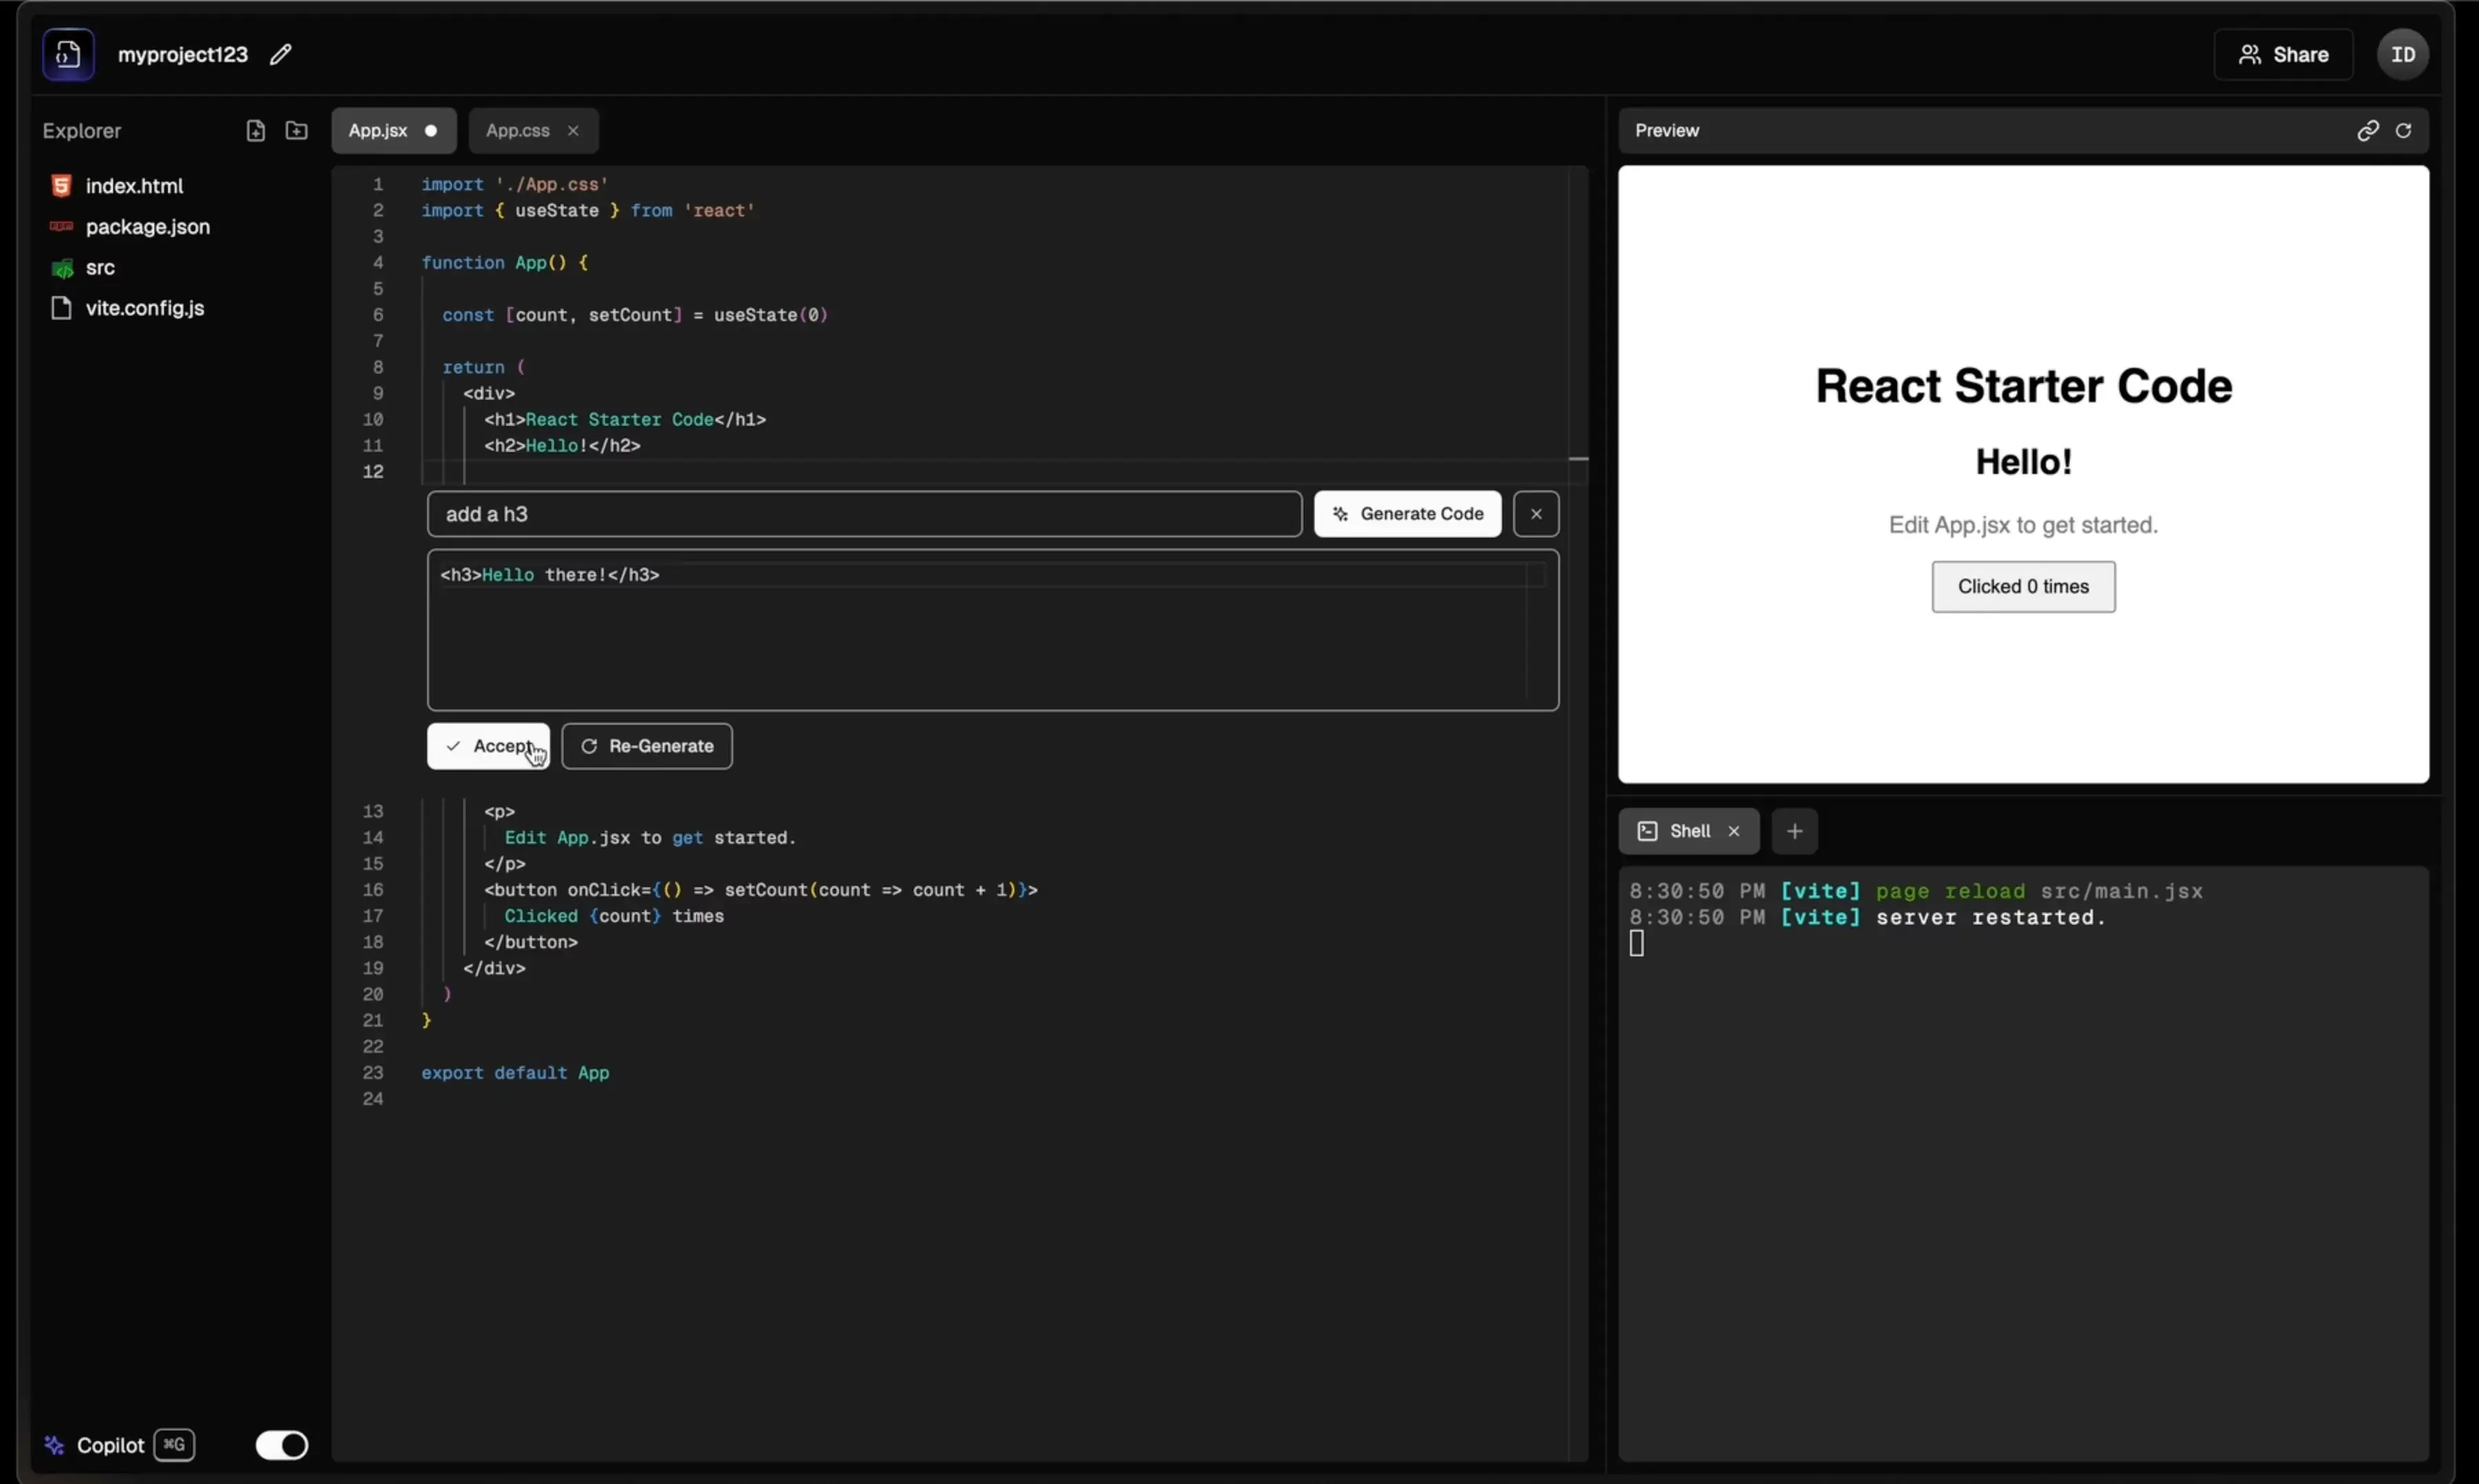 myproject123
Share
ID
Explorer
index.html
package.json
src
vite.config.js
Copilot ⌘G
App.jsx
App.css
1 import './App.css'
2 import { useState } from 'react'
3
4 function App() {
5
6 const [count, setCount] = useState(0)
7
8 return (
9 <div>
10 <h1>React Starter Code</h1>
11 <h2>Hello!</h2>
12
add a h3
Generate Code
<h3>Hello there!</h3>
Accept
Re-Generate
13 <p>
14 Edit App.jsx to get started.
15 </p>
16 <button onClick={() => setCount(count => count + 1)}>
17 Clicked {count} times
18 </button>
19 </div>
20 )
21 }
22
23 export default App
24
Preview
React Starter Code
Hello!
Edit App.jsx to get started.
Clicked 0 times
Shell
8:30:50 PM [vite] page reload src/main.jsx
8:30:50 PM [vite] server restarted.